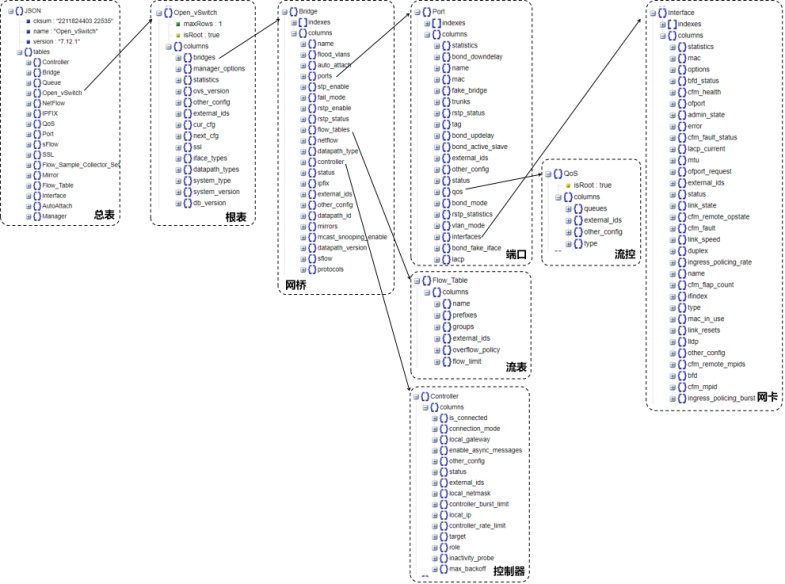 JSON
cksum : "2211824403 22535"
name : "Open_vSwitch"
version : "7.12.1"
tables
Controller
Bridge
Queue
Open_vSwitch
NetFlow
IPFIX
QoS
Port
sFlow
SSL
Flow_Sample_Collector_Set
Mirror
Flow_Table
Interface
AutoAttach
Manager
总表
Open_vSwitch
maxRows : 1
isRoot : true
columns
bridges
manager_options
statistics
ovs_version
other_config
external_ids
cur_cfg
next_cfg
ssl
iface_types
datapath_types
system_type
system_version
db_version
根表
Bridge
indexes
columns
name
flood_vlans
auto_attach
ports
stp_enable
fail_mode
rstp_enable
rstp_status
flow_tables
netflow
datapath_type
controller
status
ipfix
external_ids
other_config
datapath_id
mirrors
mcast_snooping_enable
datapath_version
sflow
protocols
网桥
Port
indexes
columns
statistics
bond_downdelay
name
mac
fake_bridge
trunks
rstp_status
tag
bond_updelay
bond_active_slave
external_ids
other_config
status
qos
bond_mode
rstp_statistics
vlan_mode
interfaces
bond_fake_iface
lacp
端口
Flow_Table
columns
name
prefixes
groups
external_ids
overflow_policy
flow_limit
流表
Controller
columns
is_connected
connection_mode
local_gateway
enable_async_messages
other_config
status
external_ids
local_netmask
controller_burst_limit
local_ip
controller_rate_limit
target
role
inactivity_probe
max_backoff
控制器
QoS
isRoot : true
columns
queues
external_ids
other_config
type
流控
Interface
indexes
columns
statistics
mac
options
bfd_status
cfm_health
ofport
admin_state
error
cfm_fault_status
lacp_current
mtu
ofport_request
external_ids
status
link_state
cfm_remote_opstate
cfm_fault
link_speed
duplex
ingress_policing_rate
name
cfm_flap_count
ifindex
type
mac_in_use
link_resets
lldp
other_config
cfm_remote_mpids
bfd
cfm_mpid
ingress_policing_burst
网卡